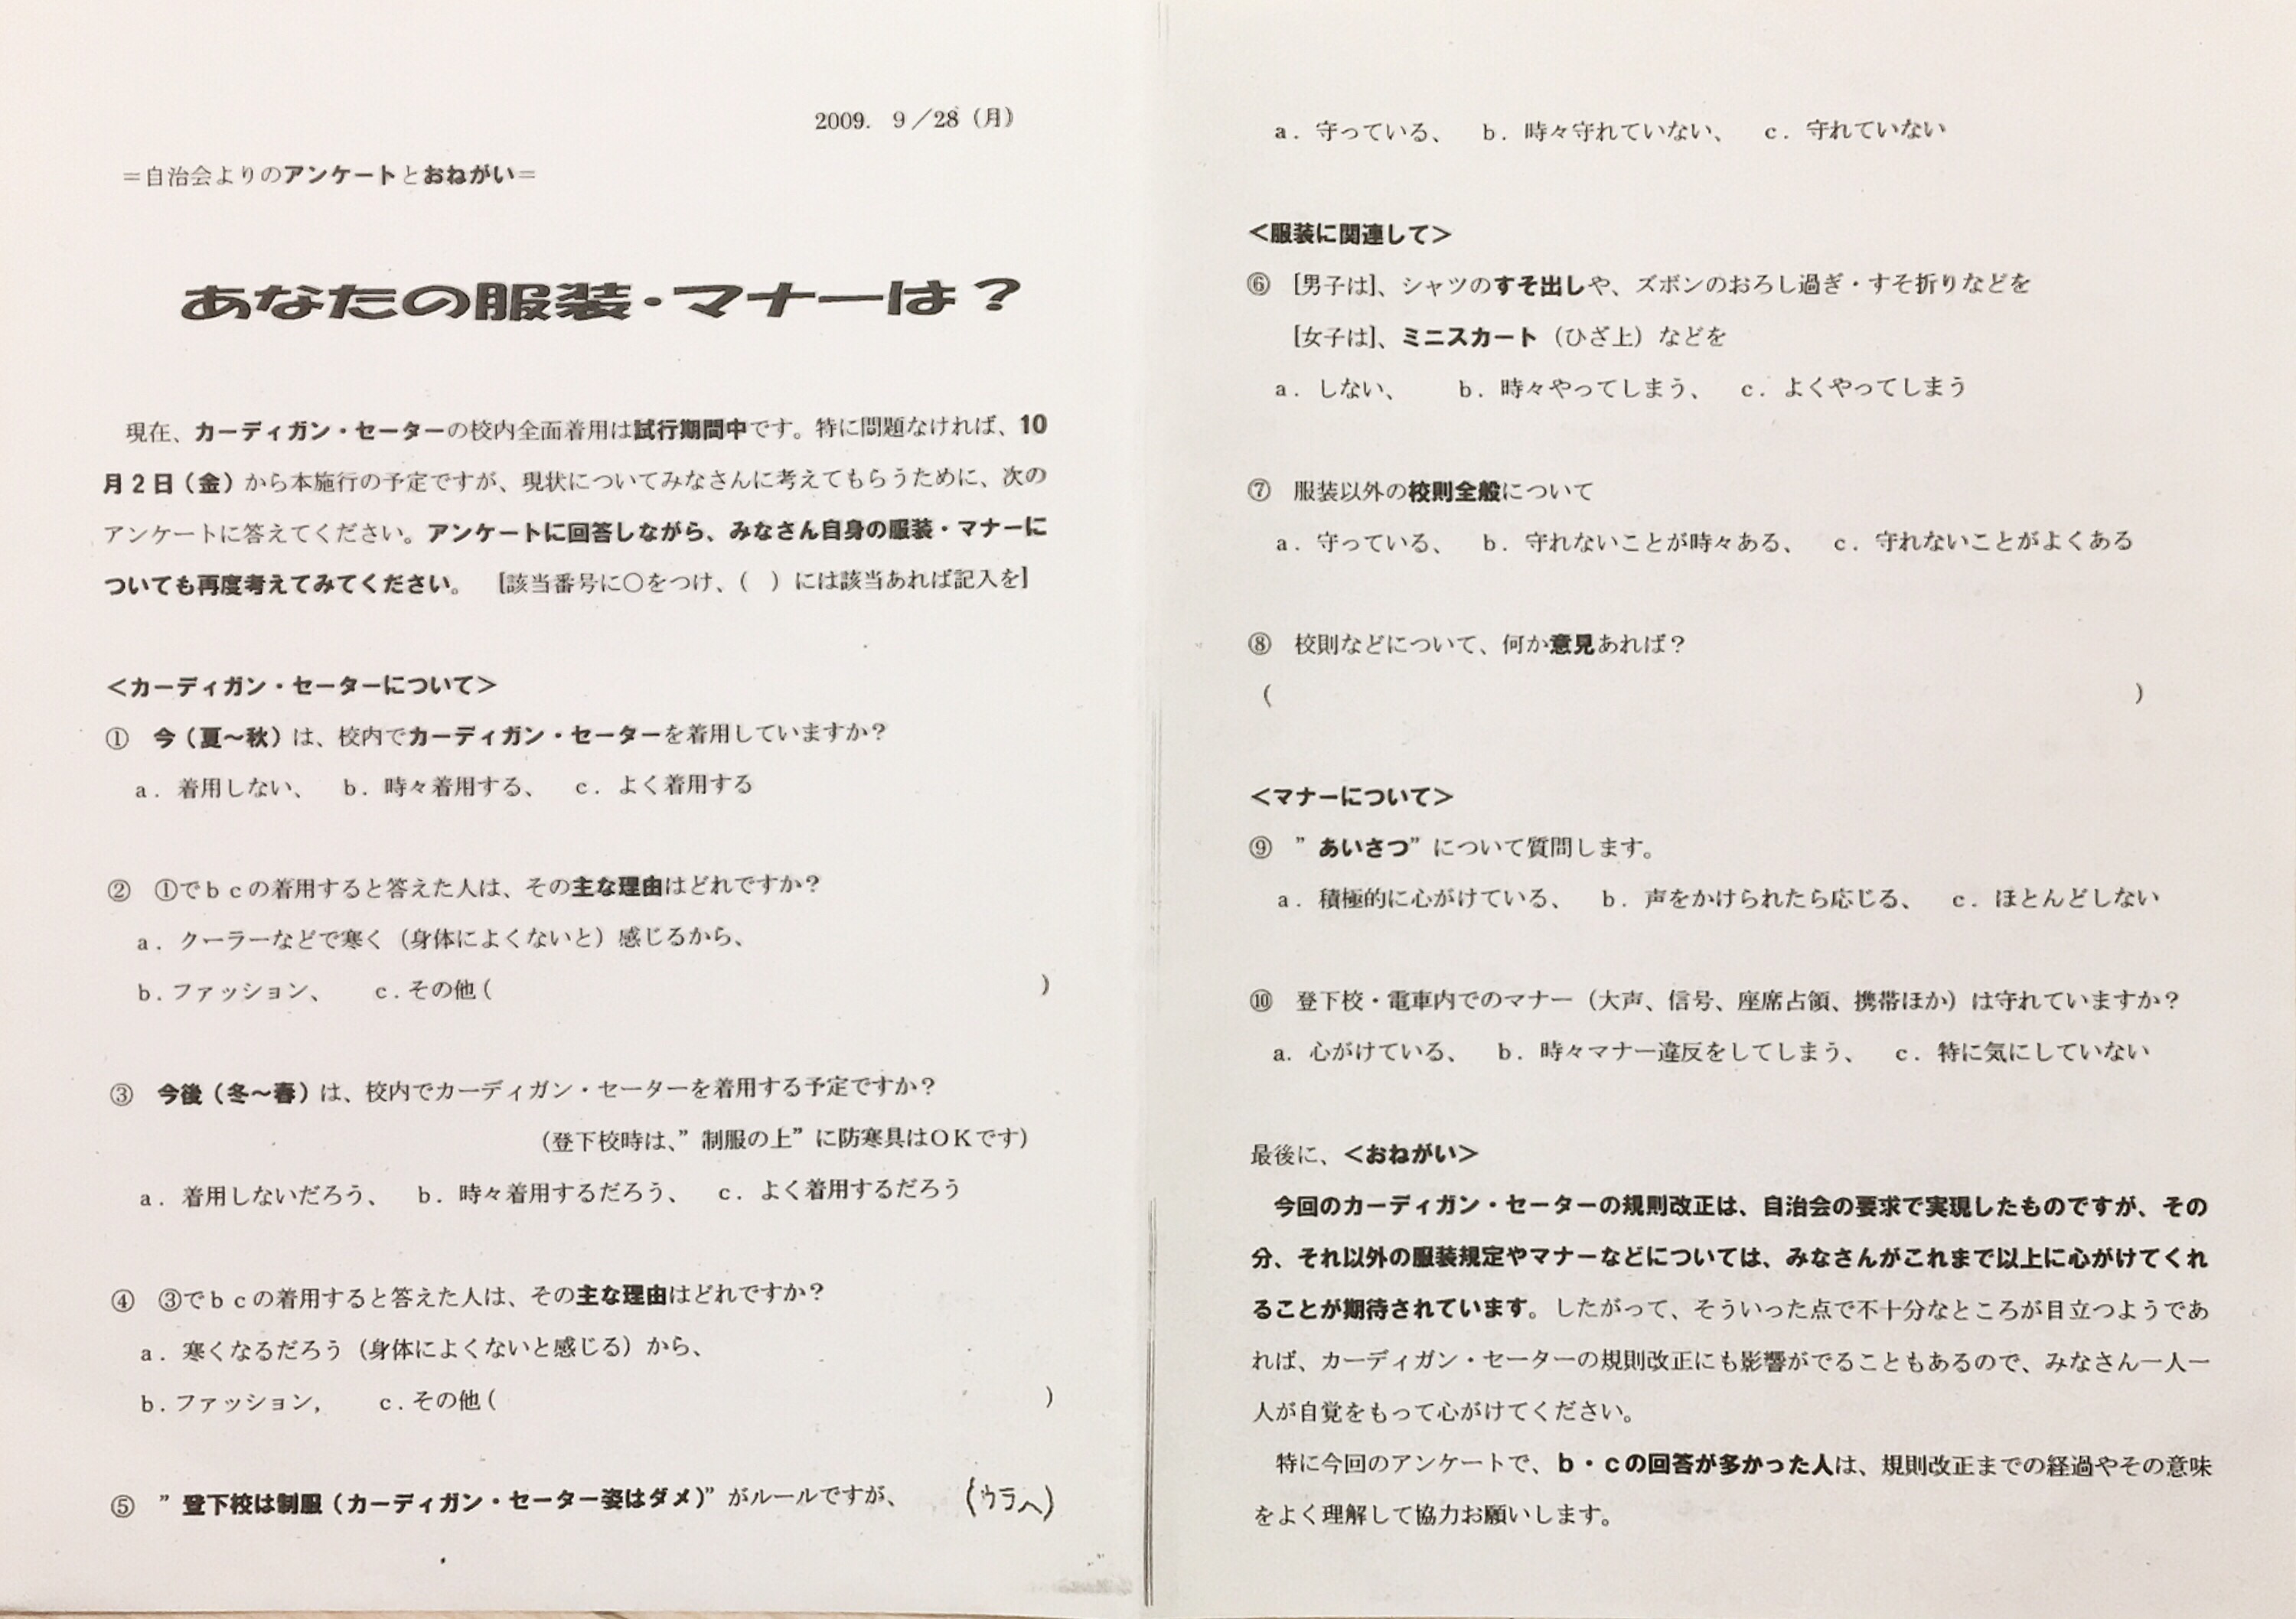 2009. 9／28（月）
＝自治会よりのアンケートとおねがい＝
あなたの服装・マナーは？
現在、カーディガン・セーターの校内全面着用は試行期間中です。特に問題なければ、10
月２日（金）から本施行の予定ですが、現状についてみなさんに考えてもらうために、次の
アンケートに答えてください。アンケートに回答しながら、みなさん自身の服装・マナーに
ついても再度考えてみてください。 [該当番号に○をつけ、（ ）には該当あれば記入を]
＜カーディガン・セーターについて＞
① 今（夏～秋）は、校内でカーディガン・セーターを着用していますか？
a．着用しない、 b．時々着用する、 c．よく着用する
② ①でｂｃの着用すると答えた人は、その主な理由はどれですか？
a．クーラーなどで寒く（身体によくないと）感じるから、
b.ファッション、 c.その他（ ）
③ 今後（冬～春）は、校内でカーディガン・セーターを着用する予定ですか？
（登下校時は、”制服の上”に防寒具はＯＫです）
a．着用しないだろう、 b．時々着用するだろう、 c．よく着用するだろう
④ ③でｂｃの着用すると答えた人は、その主な理由はどれですか？
a．寒くなるだろう（身体によくないと感じる）から、
b.ファッション， c.その他（ ）
⑤ ”登下校は制服（カーディガン・セーター姿はダメ）”がルールですが、 （ウラへ）
a．守っている、 b．時々守れていない、 c．守れていない
＜服装に関連して＞
⑥ [男子は]、シャツのすそ出しや、ズボンのおろし過ぎ・すそ折りなどを
[女子は]、ミニスカート（ひざ上）などを
a．しない、 b．時々やってしまう、 c．よくやってしまう
⑦ 服装以外の校則全般について
a．守っている、 b．守れないことが時々ある、 c．守れないことがよくある
⑧ 校則などについて、何か意見あれば？
（ ）
＜マナーについて＞
⑨ ”あいさつ”について質問します。
a．積極的に心がけている、 b．声をかけられたら応じる、 c．ほとんどしない
⑩ 登下校・電車内でのマナー（大声、信号、座席占領、携帯ほか）は守れていますか？
a. 心がけている、 b．時々マナー違反をしてしまう、 c．特に気にしていない
最後に、＜おねがい＞
今回のカーディガン・セーターの規則改正は、自治会の要求で実現したものですが、その
分、それ以外の服装規定やマナーなどについては、みなさんがこれまで以上に心がけてくれ
ることが期待されています。したがって、そういった点で不十分なところが目立つようであ
れば、カーディガン・セーターの規則改正にも影響がでることもあるので、みなさん一人一
人が自覚をもって心がけてください。
特に今回のアンケートで、ｂ・ｃの回答が多かった人は、規則改正までの経過やその意味
をよく理解して協力お願いします。